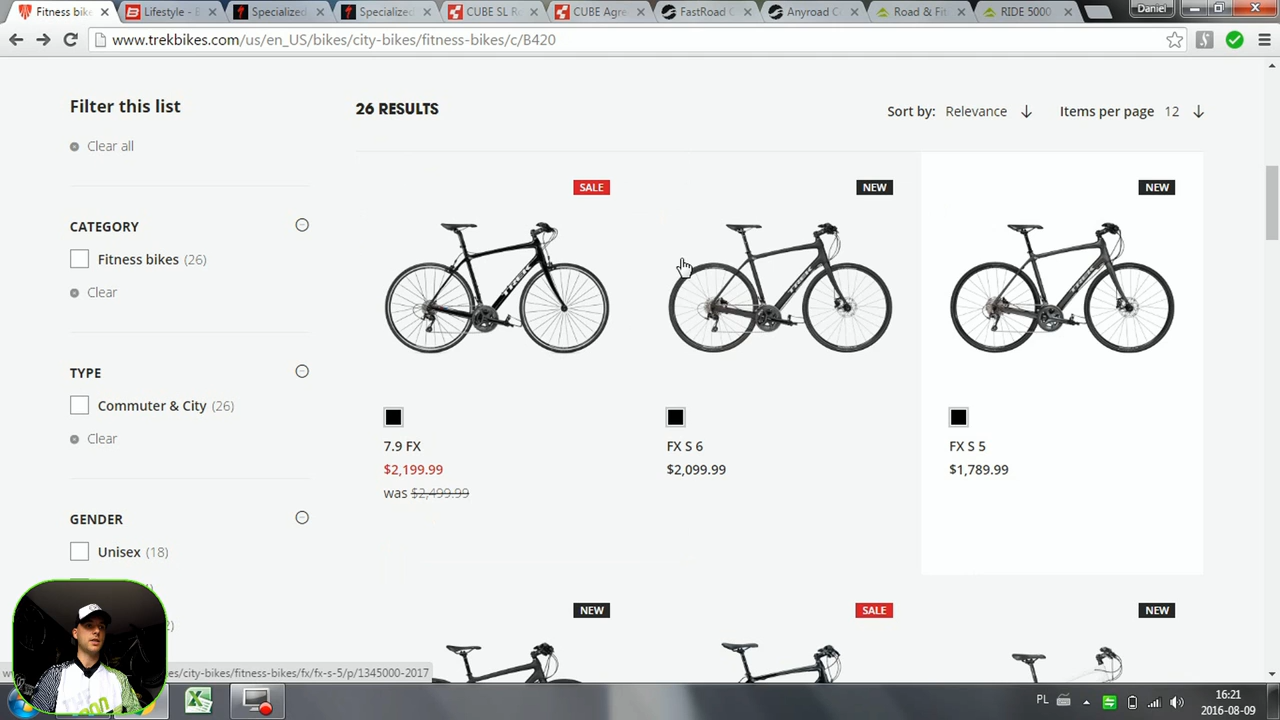 Fitness bike
Lifestyle - B
Specialized
Specialized
CUBE SL R
CUBE Agre
FastRoad C
Anyroad C
Road & Fit
RIDE 5000
Daniel
www.trekbikes.com/us/en_US/bikes/city-bikes/fitness-bikes/c/B420
Filter this list
26 RESULTS
Sort by: Relevance
Items per page 12
Clear all
CATEGORY
Fitness bikes (26)
Clear
TYPE
Commuter & City (26)
Clear
GENDER
Unisex (18)
SALE
NEW
NEW
TREK
TREK
TREK
7.9 FX
$2,199.99
was $2,499.99
FX S 6
$2,099.99
FX S 5
$1,789.99
NEW
SALE
NEW
es/city-bikes/fitness-bikes/fx/fx-s-5/p/1345000-2017
PL
16:21
2016-08-09